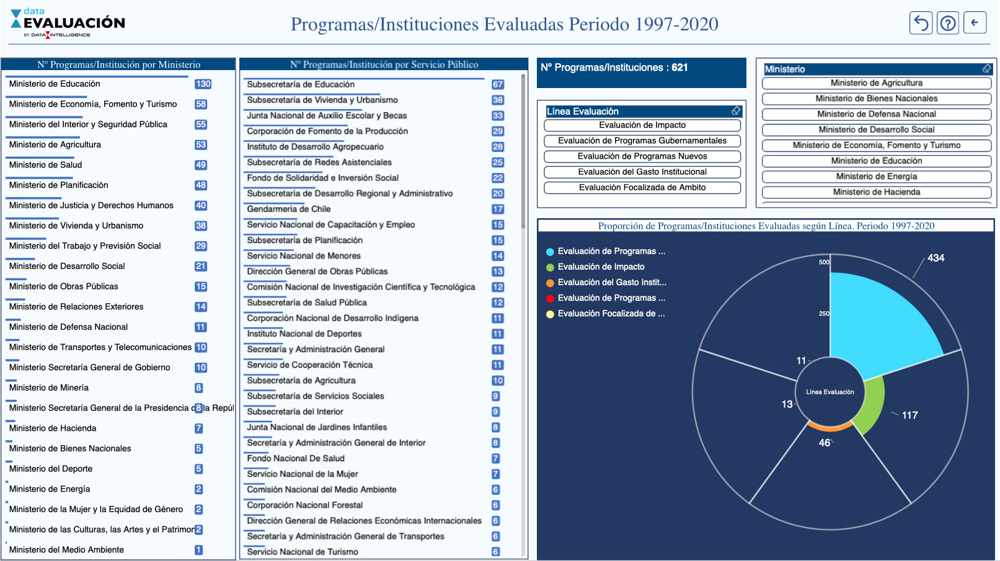 data
EVALUACIÓN
BY DATA INTELLIGENCE
Programas/Instituciones Evaluadas Periodo 1997-2020
Nº Programas/Institución por Ministerio
Ministerio de Educación 130
Ministerio de Economía, Fomento y Turismo 58
Ministerio del Interior y Seguridad Pública 55
Ministerio de Agricultura 53
Ministerio de Salud 49
Ministerio de Planificación 48
Ministerio de Justicia y Derechos Humanos 40
Ministerio de Vivienda y Urbanismo 38
Ministerio del Trabajo y Previsión Social 29
Ministerio de Desarrollo Social 21
Ministerio de Obras Públicas 15
Ministerio de Relaciones Exteriores 14
Ministerio de Defensa Nacional 11
Ministerio de Transportes y Telecomunicaciones 10
Ministerio Secretaría General de Gobierno 10
Ministerio de Minería 8
Ministerio Secretaría General de la Presidencia 8 la Repúl
Ministerio de Hacienda 7
Ministerio de Bienes Nacionales 5
Ministerio del Deporte 5
Ministerio de Energía 2
Ministerio de la Mujer y la Equidad de Género 2
Ministerio de las Culturas, las Artes y el Patrimon 2
Ministerio del Medio Ambiente 1
Nº Programas/Institución por Servicio Público
Subsecretaría de Educación 67
Subsecretaría de Vivienda y Urbanismo 38
Junta Nacional de Auxilio Escolar y Becas 33
Corporación de Fomento de la Producción 29
Instituto de Desarrollo Agropecuario 28
Subsecretaría de Redes Asistenciales 25
Fondo de Solidaridad e Inversión Social 22
Subsecretaría de Desarrollo Regional y Administrativo 20
Gendarmería de Chile 17
Servicio Nacional de Capacitación y Empleo 15
Subsecretaría de Planificación 15
Servicio Nacional de Menores 14
Dirección General de Obras Públicas 13
Comisión Nacional de Investigación Científica y Tecnológica 12
Subsecretaría de Salud Pública 12
Corporación Nacional de Desarrollo Indígena 11
Instituto Nacional de Deportes 11
Secretaría y Administración General 11
Servicio de Cooperación Técnica 11
Subsecretaría de Agricultura 10
Subsecretaría de Servicios Sociales 9
Subsecretaría del Interior 9
Junta Nacional de Jardines Infantiles 8
Secretaría y Administración General de Interior 8
Fondo Nacional De Salud 7
Servicio Nacional de la Mujer 7
Comisión Nacional del Medio Ambiente 6
Corporación Nacional Forestal 6
Dirección General de Relaciones Económicas Internacionales 6
Secretaría y Administración General de Transportes 6
Servicio Nacional de Turismo 6
Nº Programas/Instituciones : 621
Línea Evaluación
Evaluación de Impacto
Evaluación de Programas Gubernamentales
Evaluación de Programas Nuevos
Evaluación del Gasto Institucional
Evaluación Focalizada de Ambito
Ministerio
Ministerio de Agricultura
Ministerio de Bienes Nacionales
Ministerio de Defensa Nacional
Ministerio de Desarrollo Social
Ministerio de Economía, Fomento y Turismo
Ministerio de Educación
Ministerio de Energía
Ministerio de Hacienda
Proporción de Programas/Instituciones Evaluadas según Línea. Periodo 1997-2020
Evaluación de Programas ...
Evaluación de Impacto
Evaluación del Gasto Instit...
Evaluación de Programas ...
Evaluación Focalizada de ...
500
434
250
11
Línea Evaluación
13
117
46